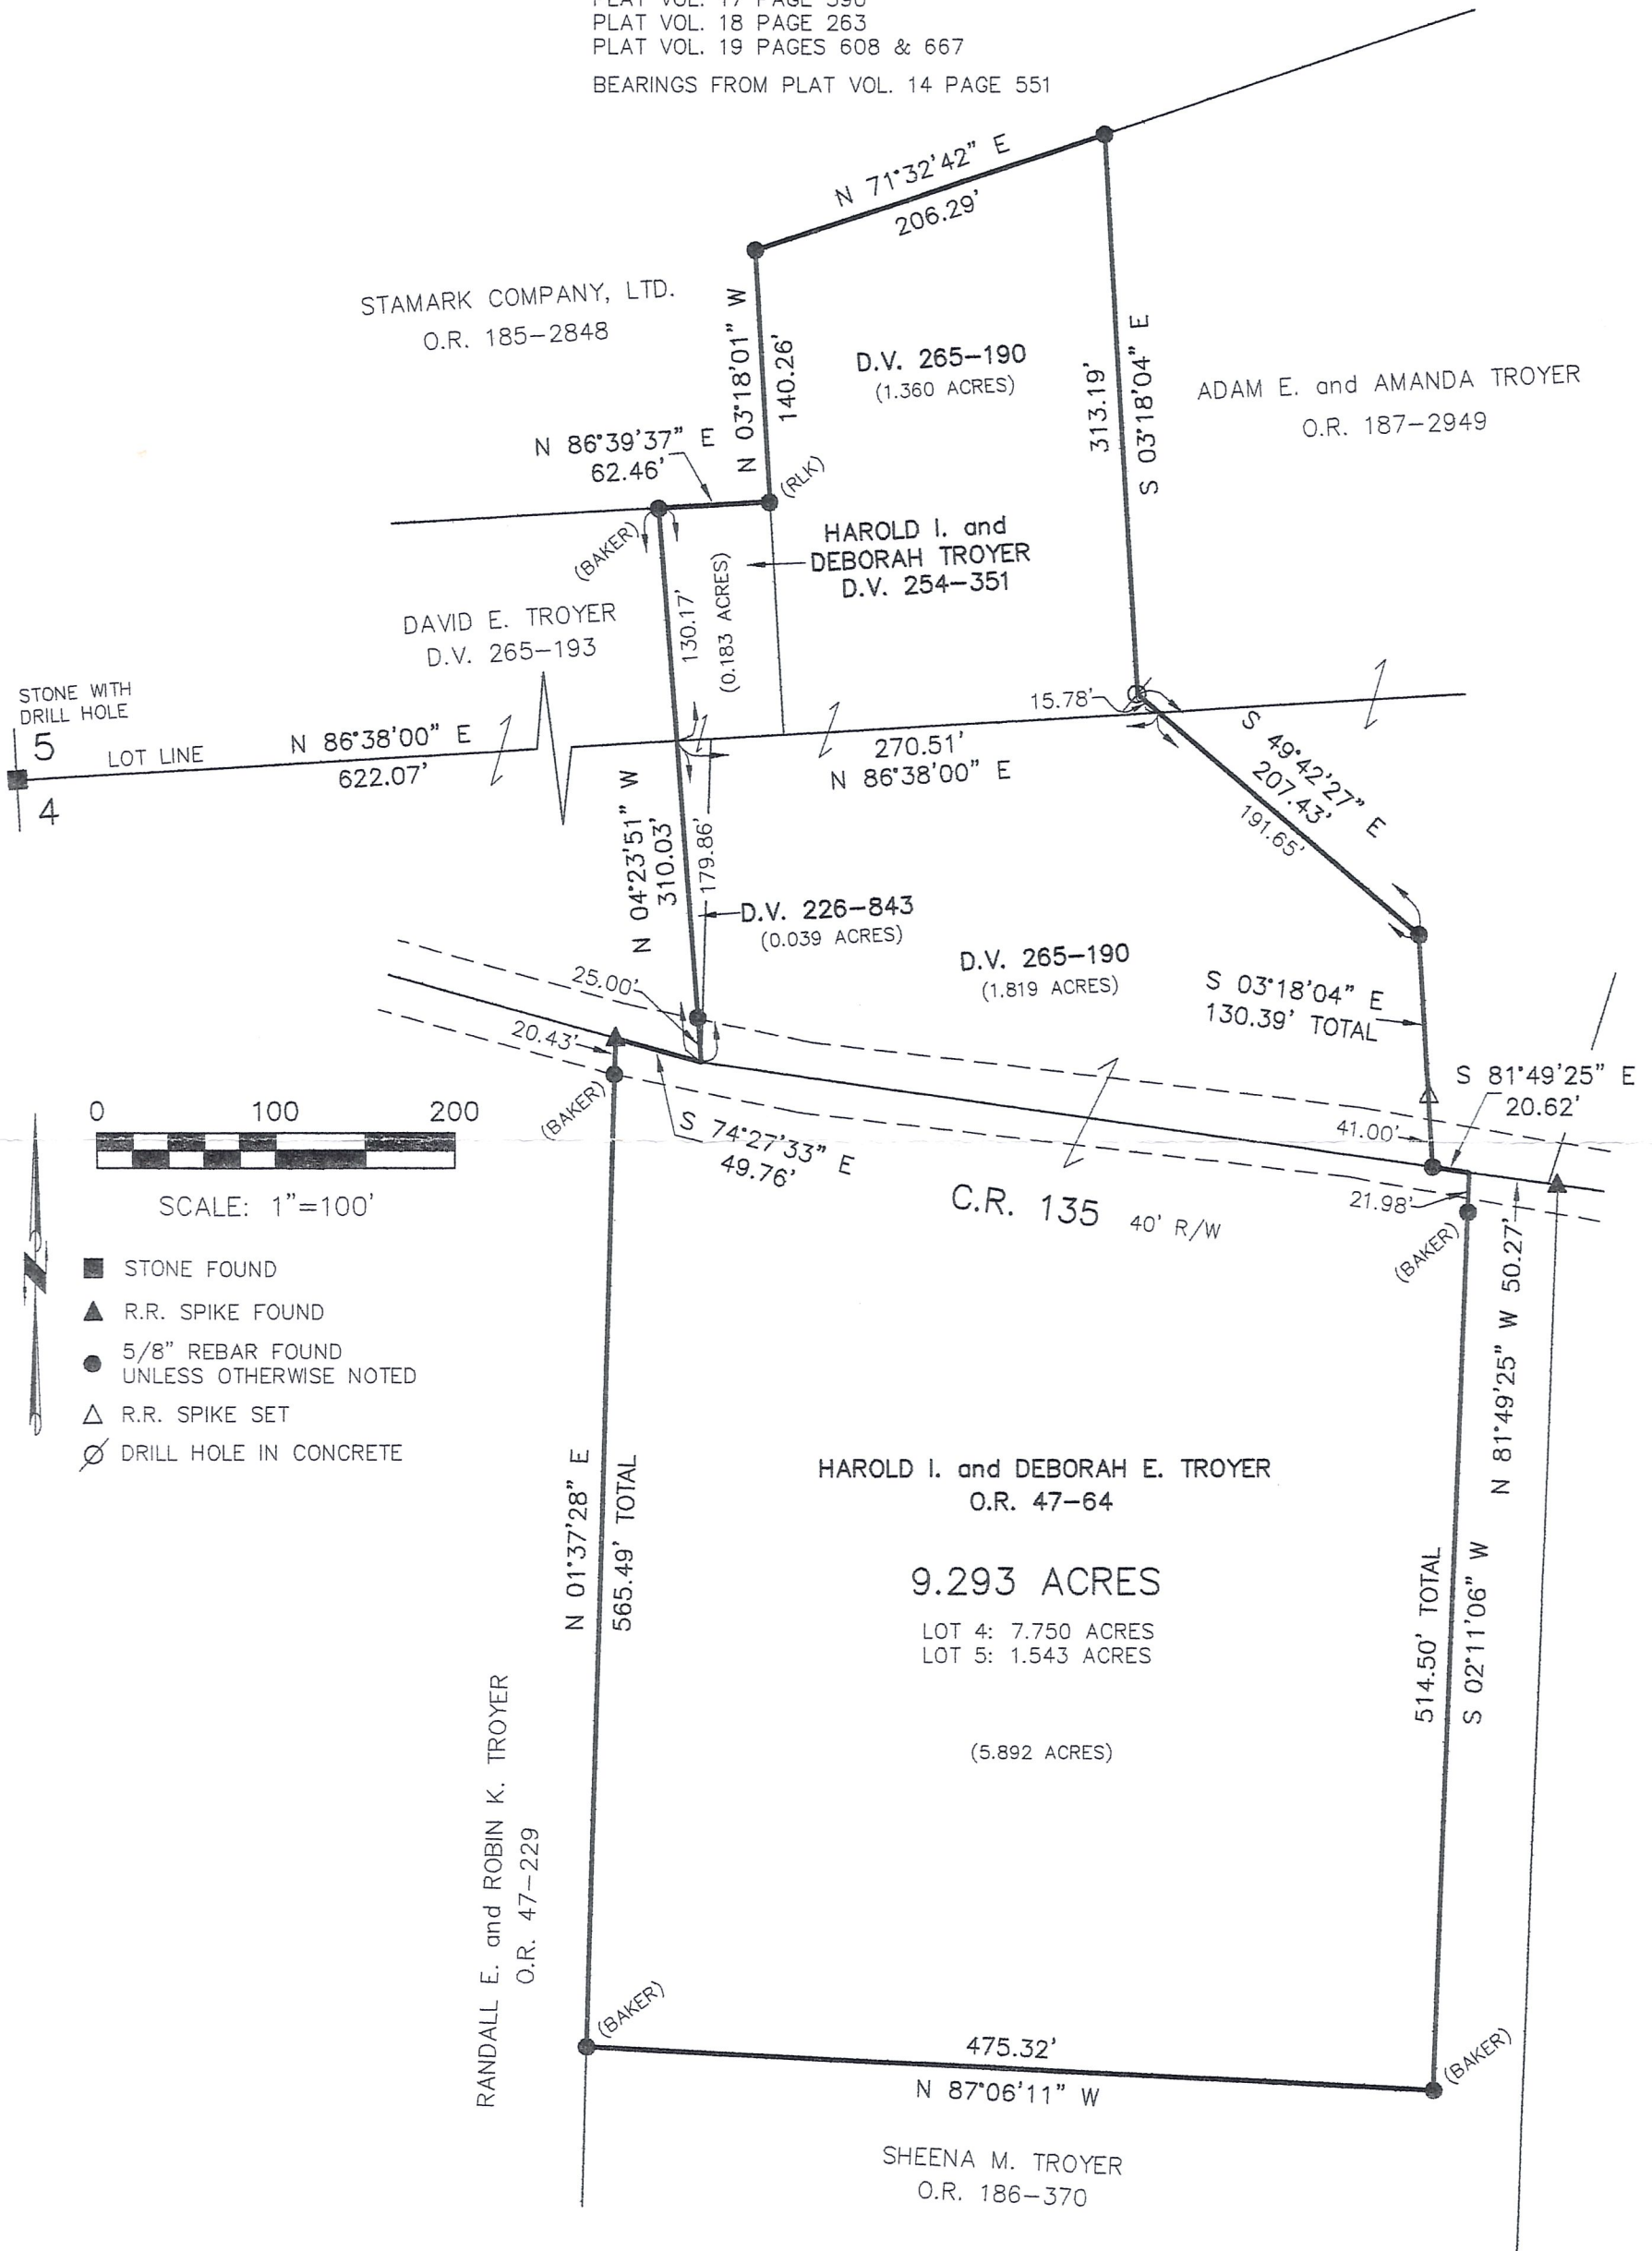 PLAT VOL. 18 PAGE 263
PLAT VOL. 19 PAGES 608 & 667
BEARINGS FROM PLAT VOL. 14 PAGE 551
N 71°32'42" E
206.29'
STAMARK COMPANY, LTD.
O.R. 185-2848
N 03°18'01" W
140.26'
D.V. 265-190
(1.360 ACRES)
313.19'
S 03°18'04" E
ADAM E. and AMANDA TROYER
O.R. 187-2949
N 86°39'37" E
62.46'
(RLK)
(BAKER)
HAROLD I. and
DEBORAH TROYER
D.V. 254-351
130.17'
(0.183 ACRES)
DAVID E. TROYER
D.V. 265-193
STONE WITH
DRILL HOLE
5
4
LOT LINE
N 86°38'00" E
622.07'
15.78'
270.51'
N 86°38'00" E
S 49°42'27" E
207.43'
191.65'
N 04°23'51" W
310.03'
179.86'
D.V. 226-843
(0.039 ACRES)
D.V. 265-190
(1.819 ACRES)
S 03°18'04" E
130.39' TOTAL
25.00'
20.43'
(BAKER)
S 74°27'33" E
49.76'
S 81°49'25" E
20.62'
41.00'
21.98'
(BAKER)
C.R. 135 40' R/W
N 81°49'25" W 50.27'
0 100 200
SCALE: 1"=100'
N
STONE FOUND
R.R. SPIKE FOUND
5/8" REBAR FOUND
UNLESS OTHERWISE NOTED
R.R. SPIKE SET
DRILL HOLE IN CONCRETE
N 01°37'28" E
565.49' TOTAL
HAROLD I. and DEBORAH E. TROYER
O.R. 47-64
9.293 ACRES
LOT 4: 7.750 ACRES
LOT 5: 1.543 ACRES
(5.892 ACRES)
514.50' TOTAL
S 02°11'06" W
RANDALL E. and ROBIN K. TROYER
O.R. 47-229
(BAKER)
475.32'
N 87°06'11" W
(BAKER)
SHEENA M. TROYER
O.R. 186-370